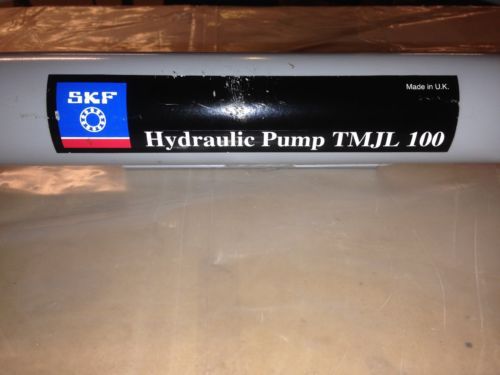 SKF
Made in U.K.
Hydraulic Pump TMJL 100